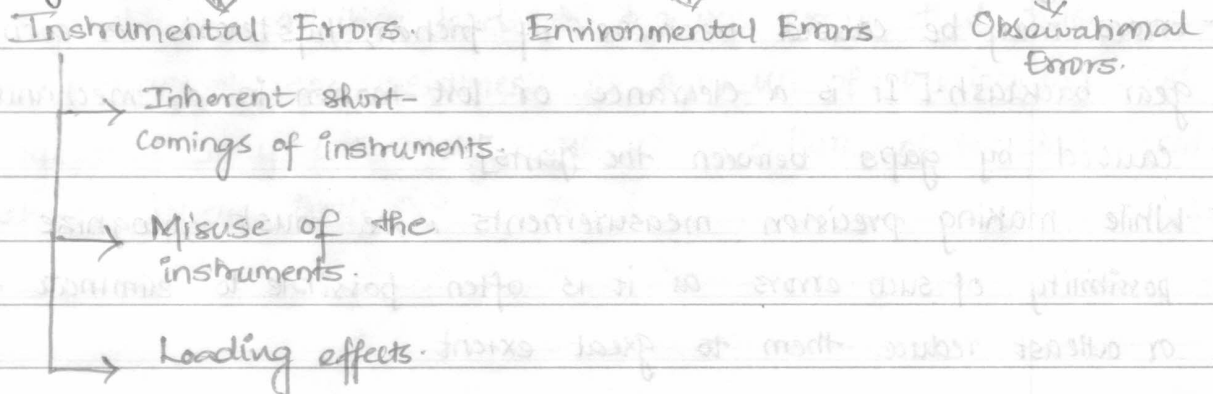 Instrumental Errors. Environmental Errors Observational
Errors.
Inherent short-
comings of instruments.
Misuse of the
instruments.
Loading effects.